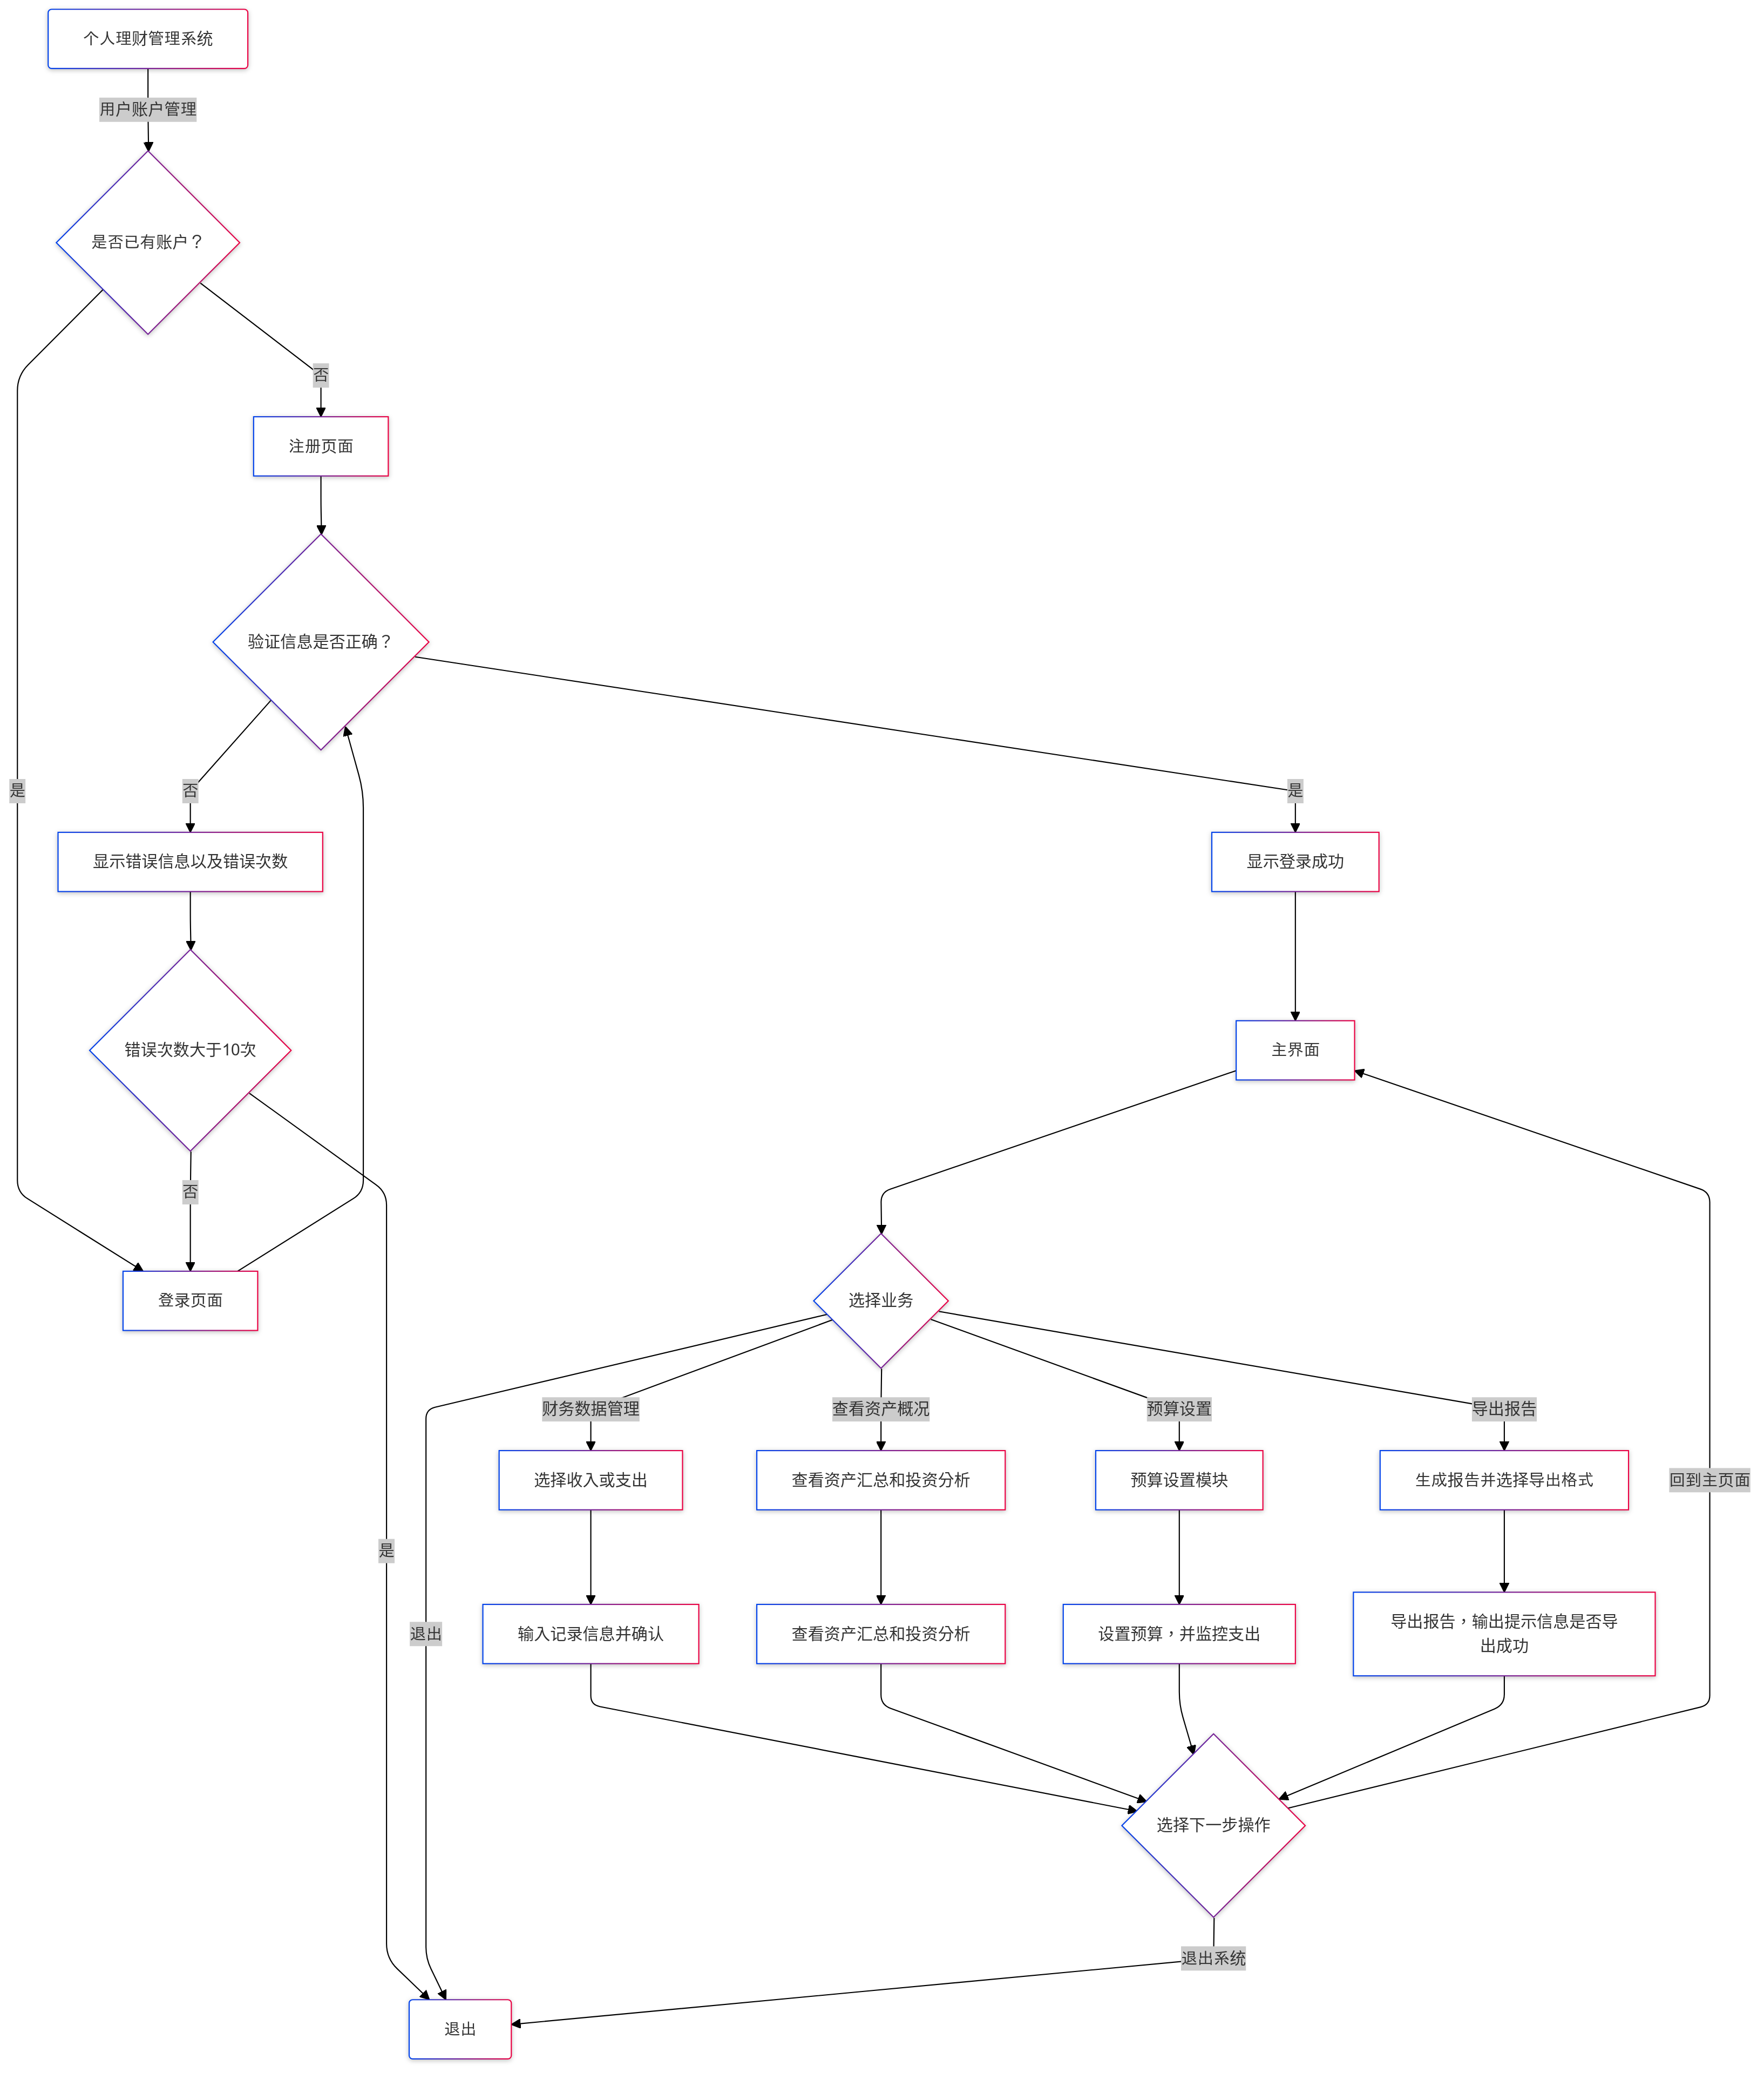 个人理财管理系统
用户账户管理
是否已有账户？
否
注册页面
验证信息是否正确？
是
否
是
显示错误信息以及错误次数
显示登录成功
错误次数大于10次
主界面
否
登录页面
选择业务
财务数据管理
查看资产概况
预算设置
导出报告
选择收入或支出
查看资产汇总和投资分析
预算设置模块
生成报告并选择导出格式
回到主页面
是
退出
输入记录信息并确认
查看资产汇总和投资分析
设置预算，并监控支出
导出报告，输出提示信息是否导
出成功
选择下一步操作
退出系统
退出